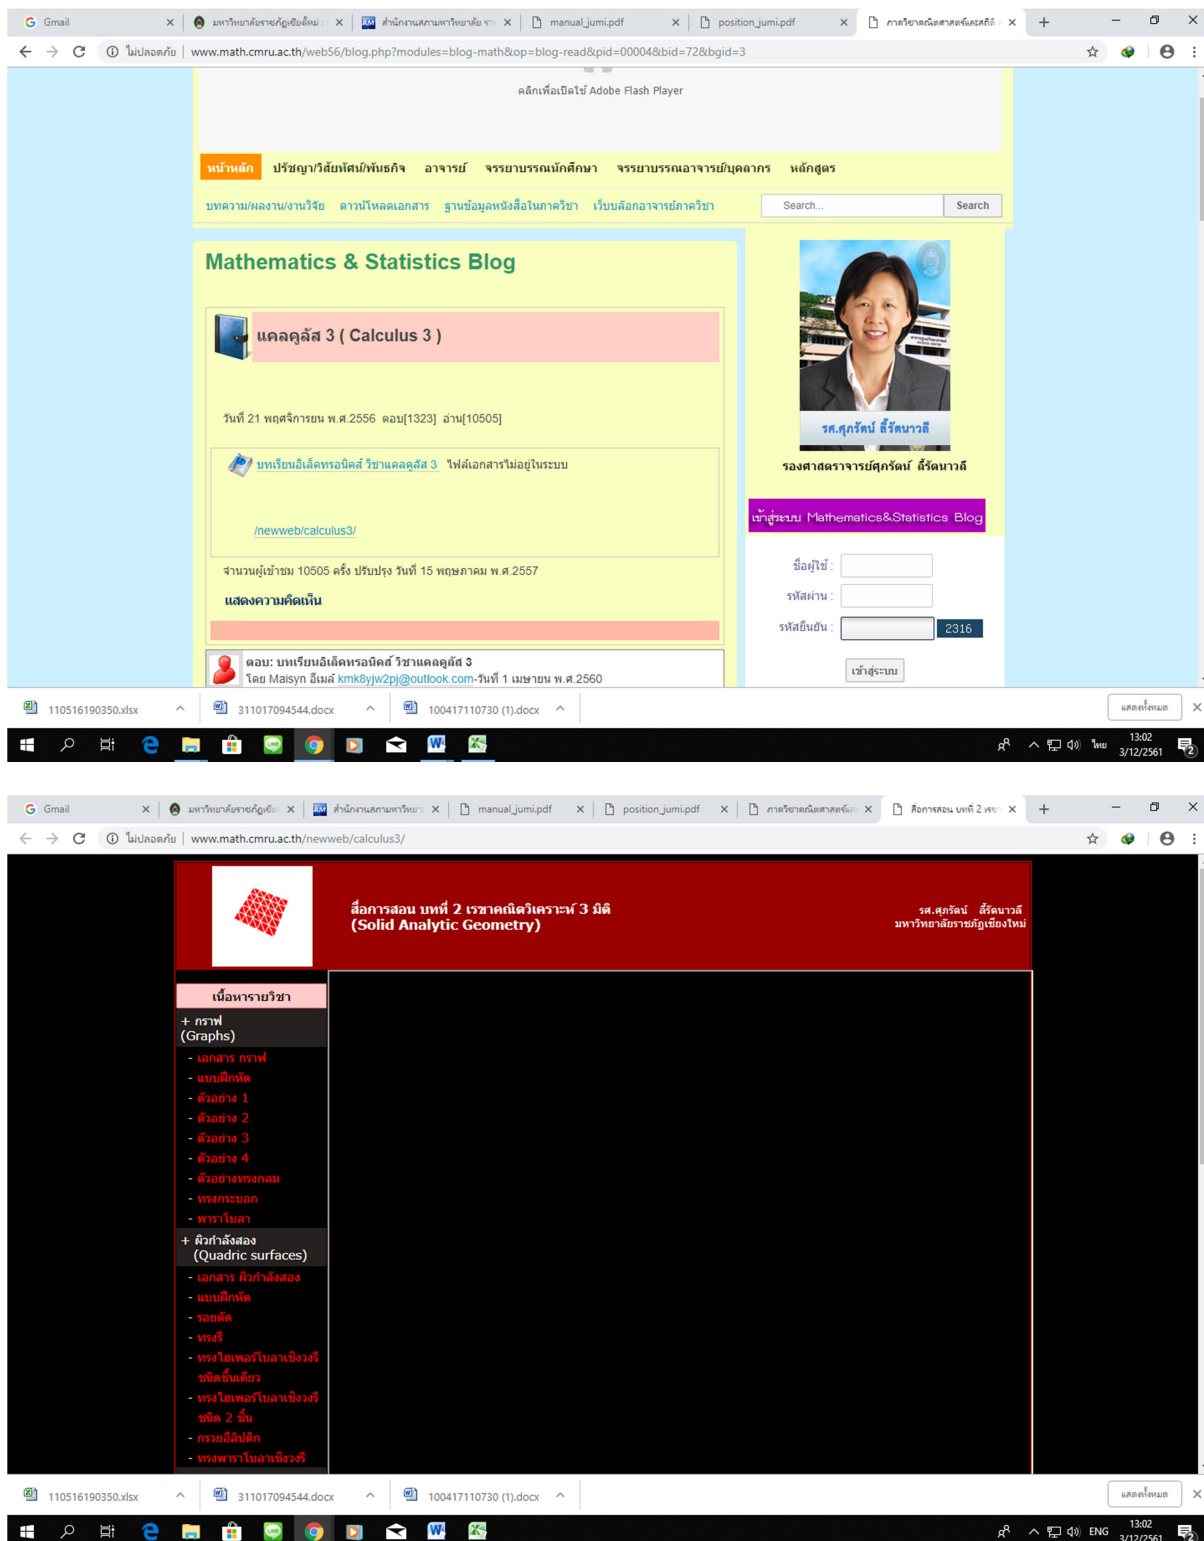 Gmail
มหาวิทยาลัยราชภัฏเชียงใหม่ :
สำนักงานสภามหาวิทยาลัย
manual_jumi.pdf
position_jumi.pdf
ภาควิชาคณิตศาสตร์และสถิติ
ไม่ปลอดภัย | www.math.cmru.ac.th/web56/blog.php?modules=blog-math&op=blog-read&pid=00004&bid=72&bgid=3
คลิกเพื่อเปิดใช้ Adobe Flash Player
หน้าหลัก ปรัชญา/วิสัยทัศน์/พันธกิจ อาจารย์ จรรยาบรรณนักศึกษา จรรยาบรรณอาจารย์/บุคลากร หลักสูตร
บทความ/ผลงาน/งานวิจัย ดาวน์โหลดเอกสาร ฐานข้อมูลหนังสือในภาควิชา เว็บบล๊อกอาจารย์ภาควิชา Search... Search
Mathematics & Statistics Blog
แคลคูลัส 3 ( Calculus 3 )
วันที่ 21 พฤศจิการยน พ.ศ.2556 ตอบ[1323] อ่าน[10505]
บทเรียนอิเล็คทรอนิคส์ วิชาแคลคูลัส 3 ไฟล์เอกสารไม่อยู่ในระบบ
/newweb/calculus3/
จำนวนผู้เข้าชม 10505 ครั้ง ปรับปรุง วันที่ 15 พฤษภาคม พ.ศ.2557
แสดงความคิดเห็น
ตอบ: บทเรียนอิเล็คทรอนิคส์ วิชาแคลคูลัส 3
โดย Maisyn อีเมล์ kmk8yjw2pj@outlook.com-วันที่ 1 เมษายน พ.ศ.2560
รศ.ศุภรัตน์ ลี้รัตนาวลี
รองศาสตราจารย์ศุภรัตน์ ลี้รัตนาวลี
เข้าสู่ระบบ Mathematics&Statistics Blog
ชื่อผู้ใช้ :
รหัสผ่าน :
รหัสยืนยัน : 2316
เข้าสู่ระบบ
110516190350.xlsx 311017094544.docx 100417110730 (1).docx แสดงทั้งหมด
ไทย 13:02
3/12/2561
Gmail
มหาวิทยาลัยราชภัฏเชีย
สำนักงานสภามหาวิทยา
manual_jumi.pdf
position_jumi.pdf
ภาควิชาคณิตศาสตร์และ
สื่อการสอน บทที่ 2 เรขา
ไม่ปลอดภัย | www.math.cmru.ac.th/newweb/calculus3/
สื่อการสอน บทที่ 2 เรขาคณิตวิเคราะห์ 3 มิติ
(Solid Analytic Geometry)
รศ.ศุภรัตน์ ลี้รัตนาวลี
มหาวิทยาลัยราชภัฏเชียงใหม่
เนื้อหารายวิชา
+ กราฟ
(Graphs)
- เอกสาร กราฟ
- แบบฝึกหัด
- ตัวอย่าง 1
- ตัวอย่าง 2
- ตัวอย่าง 3
- ตัวอย่าง 4
- ตัวอย่างทรงกลม
- ทรงกระบอก
- พาราโบลา
+ ผิวกำลังสอง
(Quadric surfaces)
- เอกสาร ผิวกำลังสอง
- แบบฝึกหัด
- รอยตัด
- ทรงรี
- ทรงไฮเพอร์โบลาเชิงวงรี
ชนิดชิ้นเดียว
- ทรงไฮเพอร์โบลาเชิงวงรี
ชนิด 2 ชิ้น
- กรวยอิลิปติก
- ทรงพาราโบลาเชิงวงรี
110516190350.xlsx 311017094544.docx 100417110730 (1).docx แสดงทั้งหมด
ENG 13:02
3/12/2561